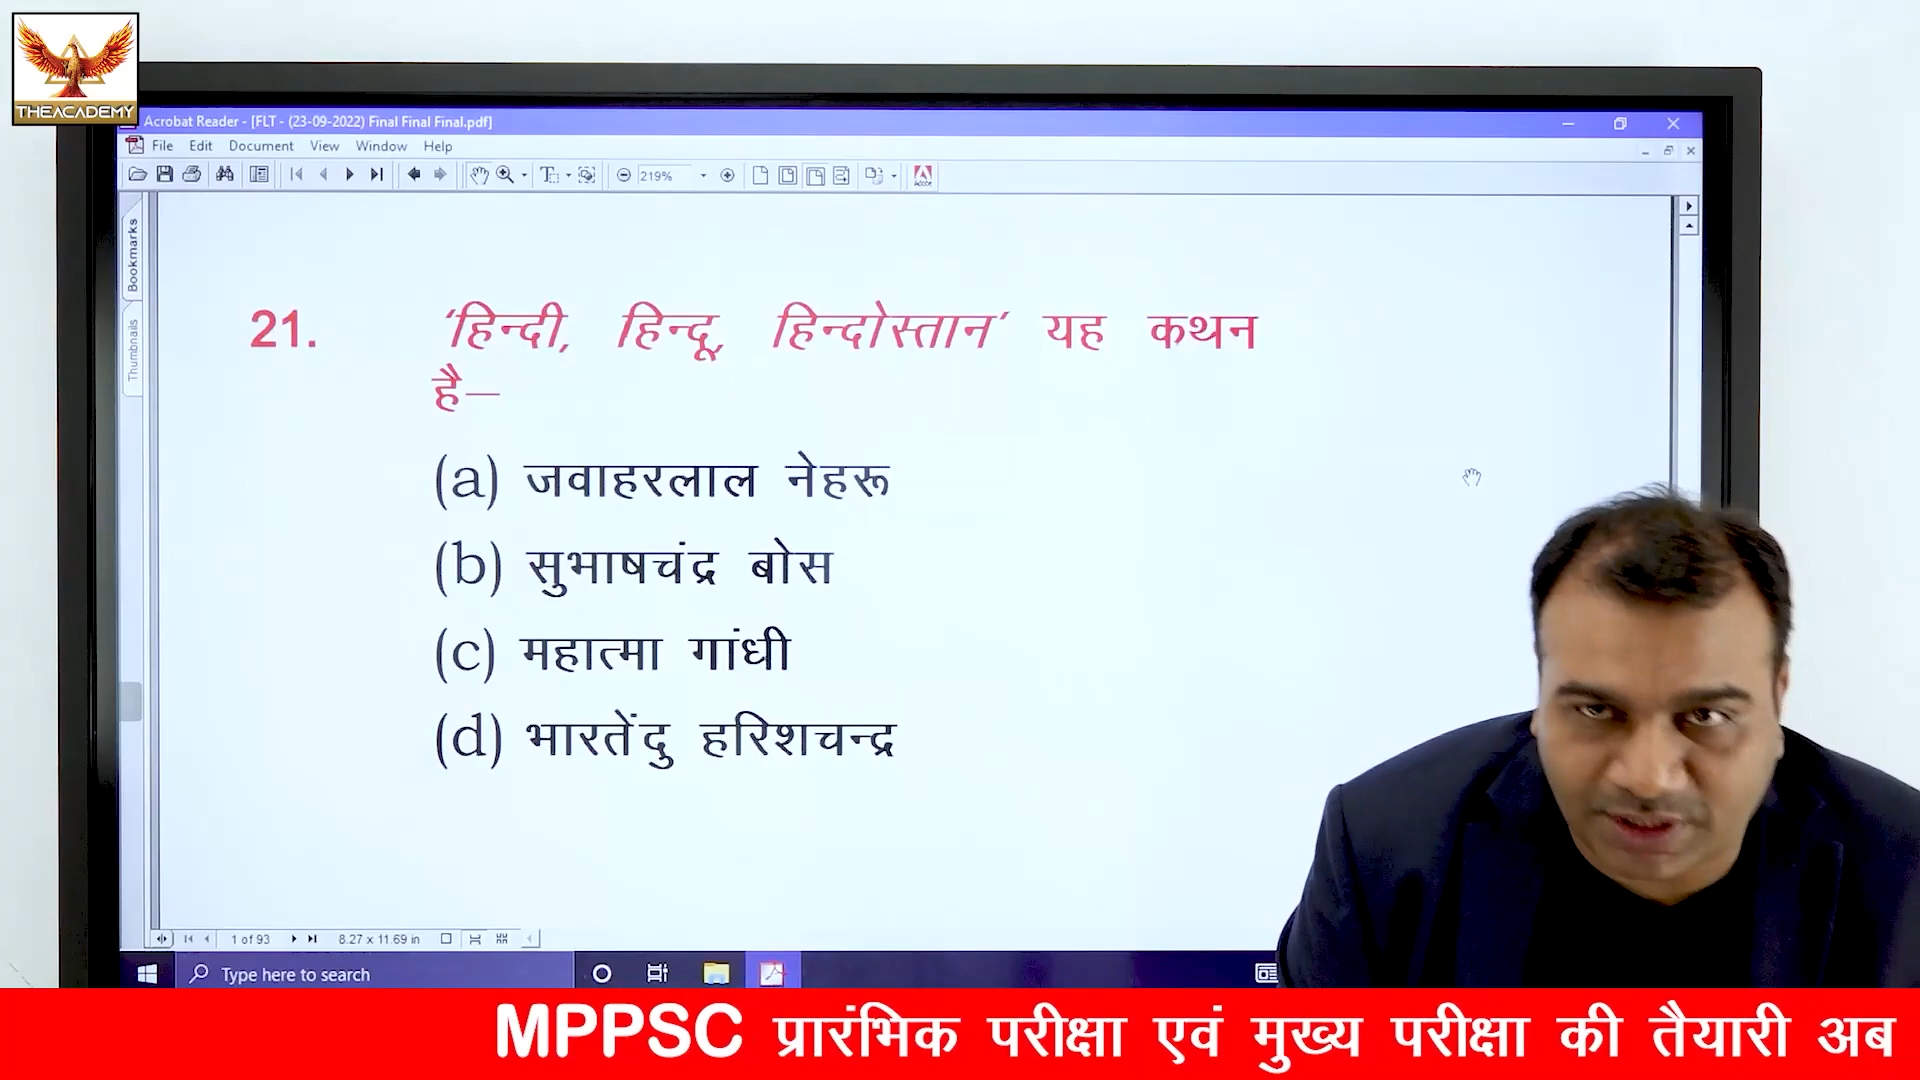 THEACADEMY
Acrobat Reader - [FLT - (23-09-2022) Final Final Final.pdf]
File Edit Document View Window Help
219%
Bookmarks
Thumbnails
21. 'हिन्दी, हिन्दू, हिन्दोस्तान' यह कथन
है–
(a) जवाहरलाल नेहरू
(b) सुभाषचंद्र बोस
(c) महात्मा गांधी
(d) भारतेंदु हरिशचन्द्र
1 of 93 8.27 x 11.69 in
Type here to search
MPPSC प्रारंभिक परीक्षा एवं मुख्य परीक्षा की तैयारी अब